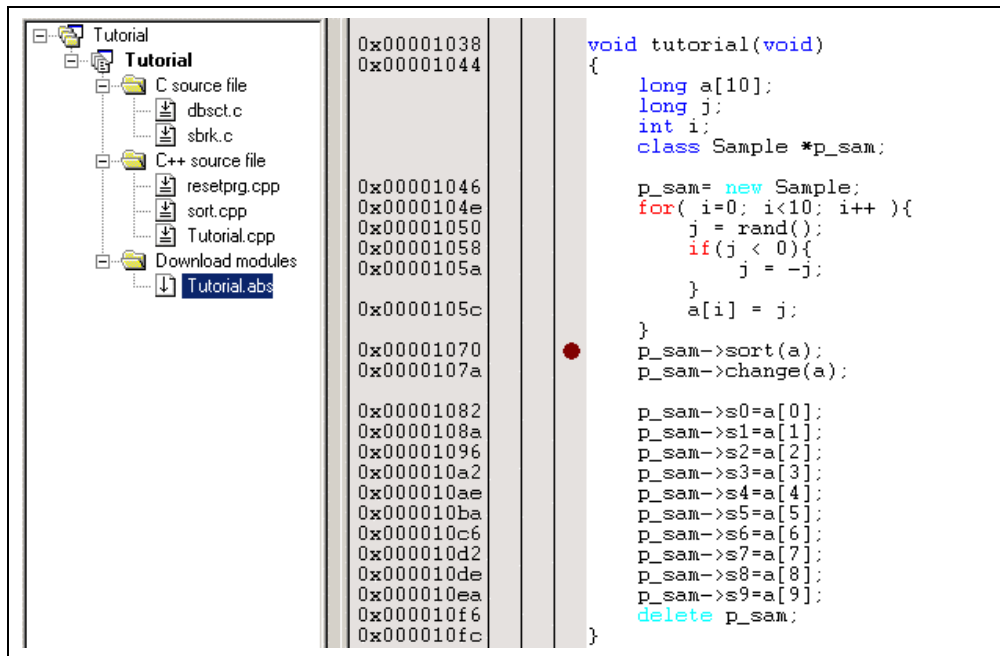 Tutorial
Tutorial
C source file
dbsct.c
sbrk.c
C++ source file
resetprg.cpp
sort.cpp
Tutorial.cpp
Download modules
Tutorial.abs
0x00001038 void tutorial(void)
0x00001044 {
long a[10];
long j;
int i;
class Sample *p_sam;
0x00001046 p_sam= new Sample;
0x0000104e for( i=0; i<10; i++ ){
0x00001050 j = rand();
0x00001058 if(j < 0){
0x0000105a j = -j;
}
0x0000105c a[i] = j;
}
0x00001070 p_sam->sort(a);
0x0000107a p_sam->change(a);
0x00001082 p_sam->s0=a[0];
0x0000108a p_sam->s1=a[1];
0x00001096 p_sam->s2=a[2];
0x000010a2 p_sam->s3=a[3];
0x000010ae p_sam->s4=a[4];
0x000010ba p_sam->s5=a[5];
0x000010c6 p_sam->s6=a[6];
0x000010d2 p_sam->s7=a[7];
0x000010de p_sam->s8=a[8];
0x000010ea p_sam->s9=a[9];
0x000010f6 delete p_sam;
0x000010fc }